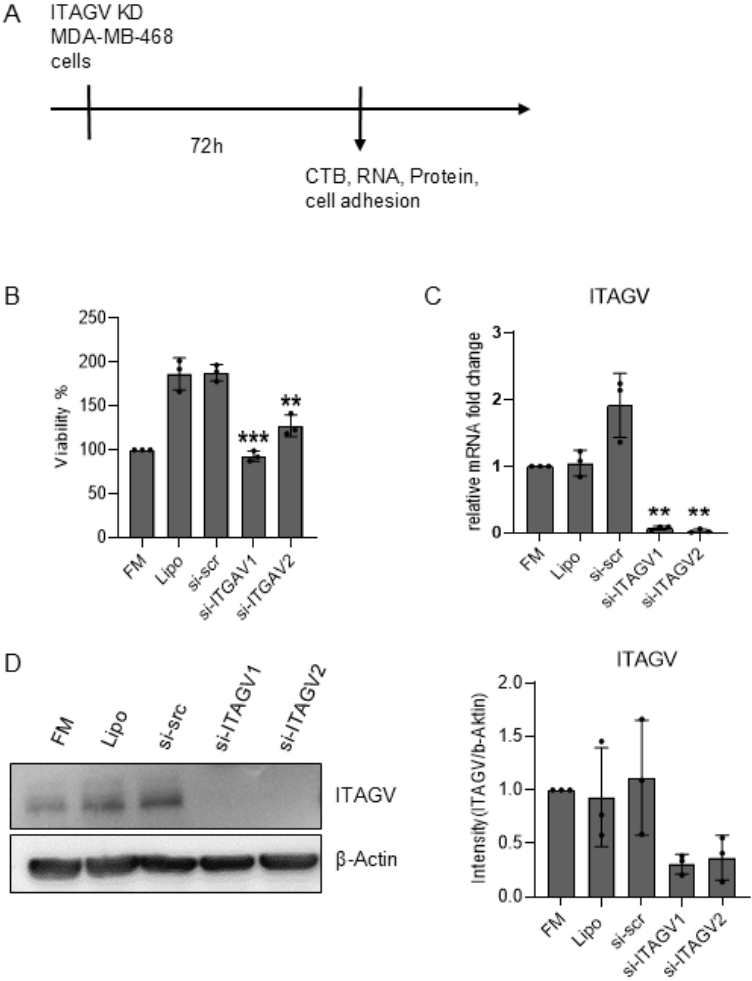 A
ITAGV KD
MDA-MB-468
cells
72h
CTB, RNA, Protein,
cell adhesion
B
Viability %
250
200
150
100
50
0
***
**
FM
Lipo
si-scr
si-ITGAV1
si-ITGAV2
C
ITAGV
relative mRNA fold change
3
2
1
0
**
**
FM
Lipo
si-scr
si-ITAGV1
si-ITAGV2
D
FM
Lipo
si-src
si-ITAGV1
si-ITAGV2
ITAGV
β-Actin
ITAGV
Intensity (ITAGV/b-Aktin)
2.0
1.5
1.0
0.5
0.0
FM
Lipo
si-scr
si-ITAGV1
si-ITAGV2